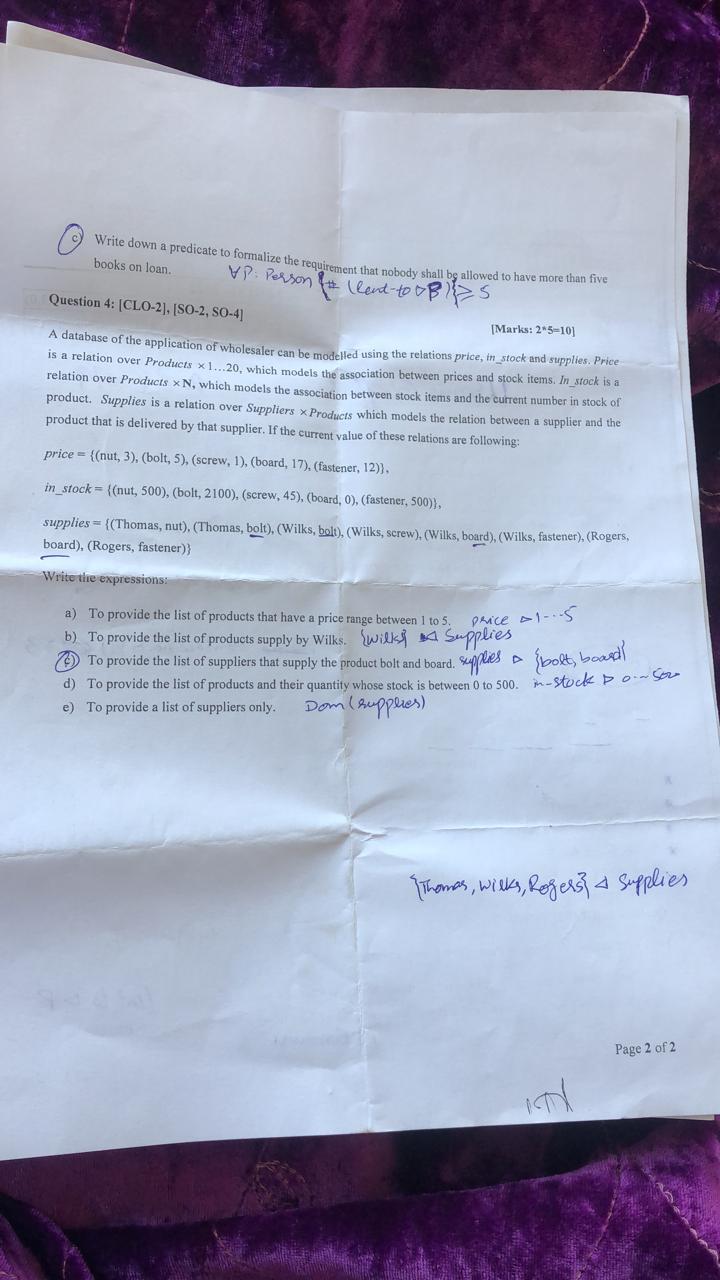 c) Write down a predicate to formalize the requirement that nobody shall be allowed to have more than five
books on loan. ∀P: Person {# (lend-to ▷ P)} ≥ 5
Question 4: [CLO-2], [SO-2, SO-4]
[Marks: 2*5=10]
A database of the application of wholesaler can be modelled using the relations price, in_stock and supplies. Price
is a relation over Products × 1…20, which models the association between prices and stock items. In_stock is a
relation over Products × N, which models the association between stock items and the current number in stock of
product. Supplies is a relation over Suppliers × Products which models the relation between a supplier and the
product that is delivered by that supplier. If the current value of these relations are following:
price = {(nut, 3), (bolt, 5), (screw, 1), (board, 17), (fastener, 12)},
in_stock = {(nut, 500), (bolt, 2100), (screw, 45), (board, 0), (fastener, 500)},
supplies = {(Thomas, nut), (Thomas, bolt), (Wilks, bolt), (Wilks, screw), (Wilks, board), (Wilks, fastener), (Rogers,
board), (Rogers, fastener)}
Write the expressions:
a) To provide the list of products that have a price range between 1 to 5. price ▷ 1---5
b) To provide the list of products supply by Wilks. {Wilks} ◁ Supplies
c) To provide the list of suppliers that supply the product bolt and board. supplies ▷ {bolt, board}
d) To provide the list of products and their quantity whose stock is between 0 to 500. in-stock ▷ 0--500
e) To provide a list of suppliers only. Dom (supplies)
{Thomas, Wilks, Rogers} ◁ Supplies
Page 2 of 2